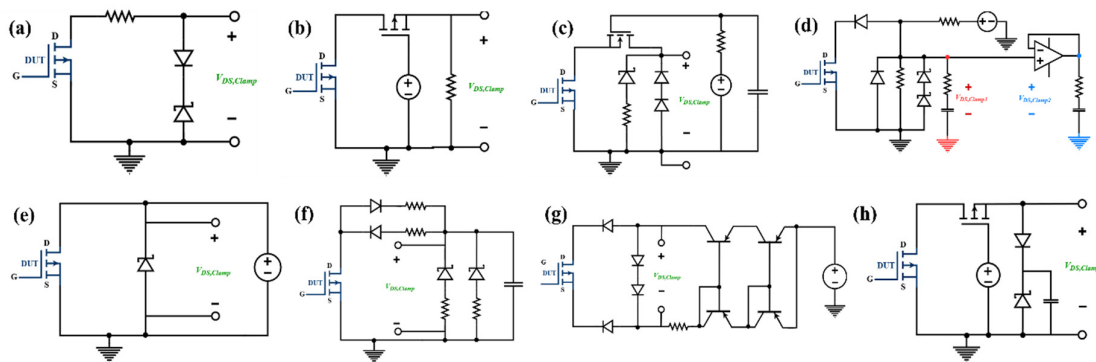 (a)
D
DUT
G
S
+
V_DS,Clamp
−
(b)
D
DUT
G
S
+
V_DS,Clamp
−
(c)
D
DUT
G
S
+
V_DS,Clamp
−
(d)
D
DUT
G
S
+
V_DS,Clamp1
−
+
V_DS,Clamp2
−
(e)
D
DUT
G
S
+
V_DS,Clamp
−
(f)
D
DUT
G
S
+
V_DS,Clamp
−
(g)
G
D
DUT
S
+
V_DS,Clamp
−
(h)
D
DUT
G
S
+
V_DS,Clamp
−